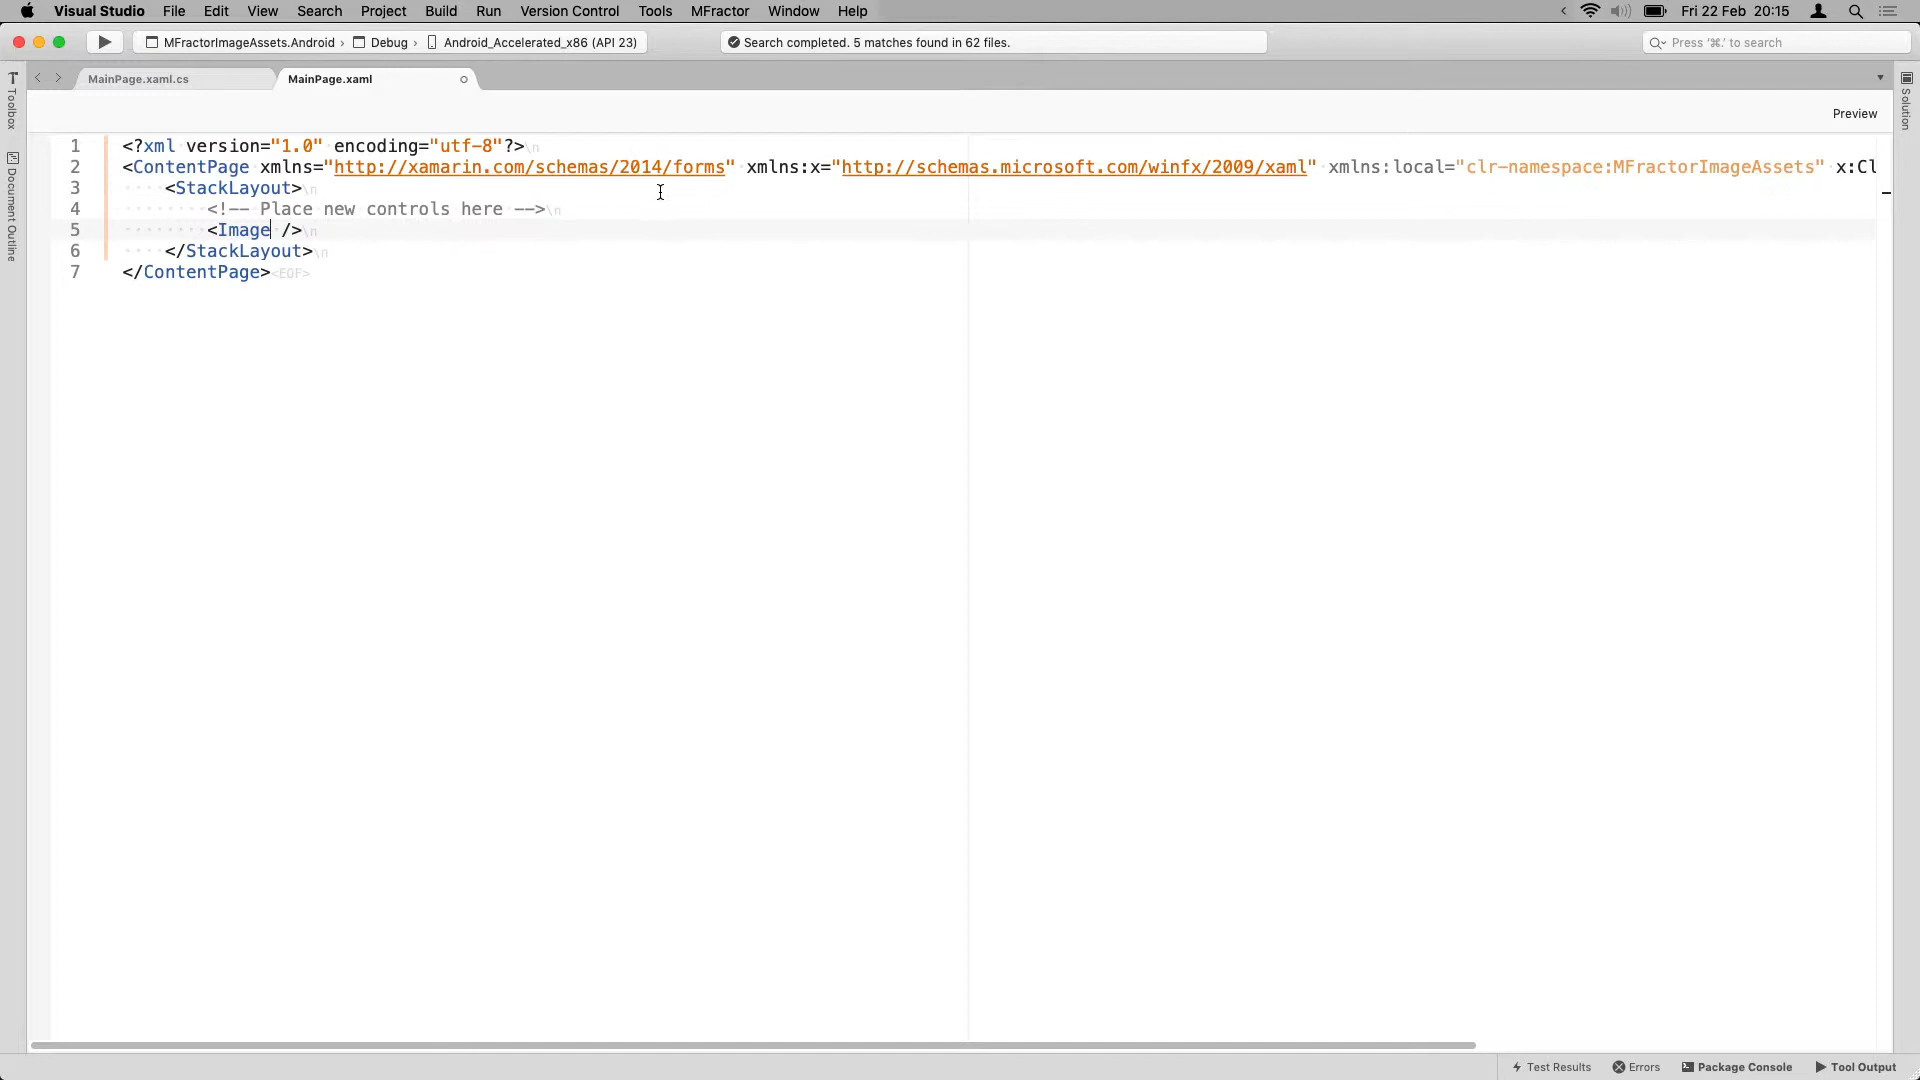 Visual Studio File Edit View Search Project Build Run Version Control Tools MFractor Window Help Fri 22 Feb 20:15
MFractorImageAssets.Android › Debug › Android_Accelerated_x86 (API 23) Search completed. 5 matches found in 62 files. Press ‘⌘.’ to search
MainPage.xaml.cs MainPage.xaml
Toolbox
Document Outline
Solution
Preview
1 <?xml version="1.0" encoding="utf-8"?>\n
2 <ContentPage xmlns="http://xamarin.com/schemas/2014/forms" xmlns:x="http://schemas.microsoft.com/winfx/2009/xaml" xmlns:local="clr-namespace:MFractorImageAssets" x:Cl
3 <StackLayout>\n
4 <!-- Place new controls here -->\n
5 <Image />\n
6 </StackLayout>\n
7 </ContentPage><EOF>
Test Results Errors Package Console Tool Output